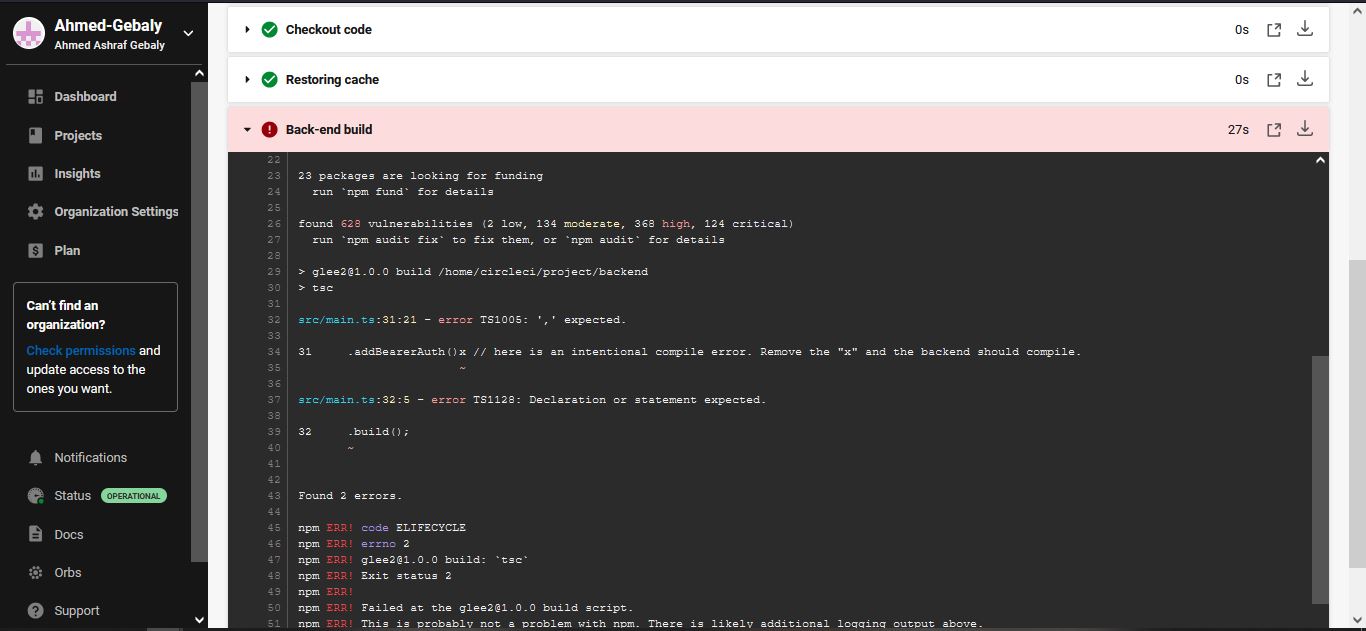 Ahmed-Gebaly
Ahmed Ashraf Gebaly
Dashboard
Projects
Insights
Organization Settings
Plan
Can't find an
organization?
Check permissions and
update access to the
ones you want.
Notifications
Status OPERATIONAL
Docs
Orbs
Support
Checkout code 0s
Restoring cache 0s
Back-end build 27s
22
23 23 packages are looking for funding
24 run `npm fund` for details
25
26 found 628 vulnerabilities (2 low, 134 moderate, 368 high, 124 critical)
27 run `npm audit fix` to fix them, or `npm audit` for details
28
29 > glee2@1.0.0 build /home/circleci/project/backend
30 > tsc
31
32 src/main.ts:31:21 - error TS1005: ',' expected.
33
34 31 .addBearerAuth()x // here is an intentional compile error. Remove the "x" and the backend should compile.
35 ~
36
37 src/main.ts:32:5 - error TS1128: Declaration or statement expected.
38
39 32 .build();
40 ~
41
42
43 Found 2 errors.
44
45 npm ERR! code ELIFECYCLE
46 npm ERR! errno 2
47 npm ERR! glee2@1.0.0 build: `tsc`
48 npm ERR! Exit status 2
49 npm ERR!
50 npm ERR! Failed at the glee2@1.0.0 build script.
51 npm ERR! This is probably not a problem with npm. There is likely additional logging output above.